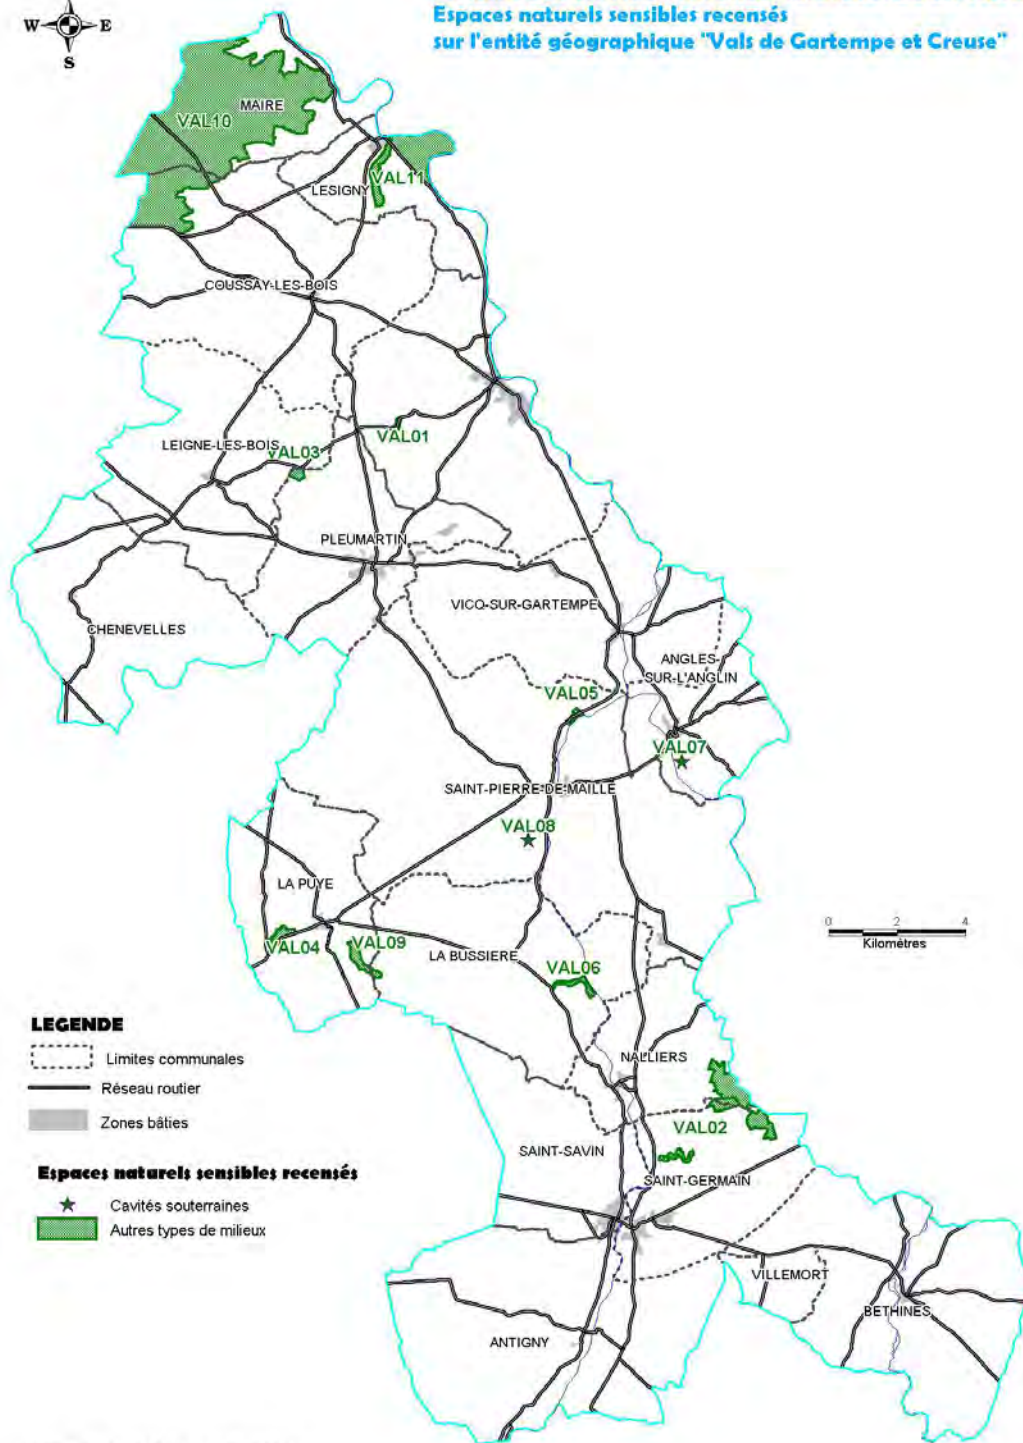 Espaces naturels sensibles recensés
sur l'entité géographique "Vals de Gartempe et Creuse"
W E
S
MAIRE
VAL10
VAL11
LESIGNY
COUSSAY-LES-BOIS
VAL01
LEIGNE-LES-BOIS
VAL03
PLEUMARTIN
VICQ-SUR-GARTEMPE
CHENEVELLES
ANGLES-
SUR-L'ANGLIN
VAL05
VAL07
SAINT-PIERRE-DE-MAILLE
VAL08
LA PUYE
VAL04
VAL09
LA BUSSIERE
VAL06
0 2 4
Kilomètres
NALLIERS
VAL02
SAINT-SAVIN
SAINT-GERMAIN
VILLEMORT
BETHINES
ANTIGNY
LEGENDE
Limites communales
Réseau routier
Zones bâties
Espaces naturels sensibles recensés
Cavités souterraines
Autres types de milieux